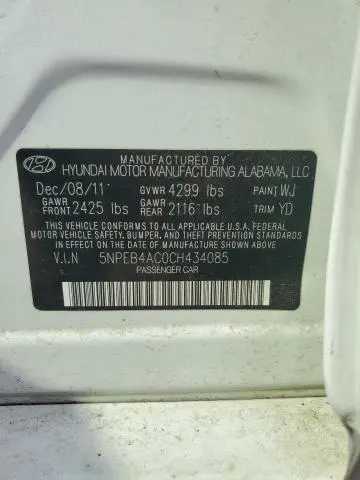 MANUFACTURED BY
HYUNDAI MOTOR MANUFACTURING ALABAMA, LLC
Dec/08/11 GVWR 4299 lbs PAINT WJ
GAWR FRONT 2425 lbs GAWR REAR 2116 lbs TRIM YD
THIS VEHICLE CONFORMS TO ALL APPLICABLE U.S.A. FEDERAL
MOTOR VEHICLE SAFETY, BUMPER, AND THEFT PREVENTION
STANDARDS IN EFFECT ON THE DATE OF MANUFACTURE SHOWN ABOVE.
V.I.N 5NPEB4AC0CH434085
PASSENGER CAR